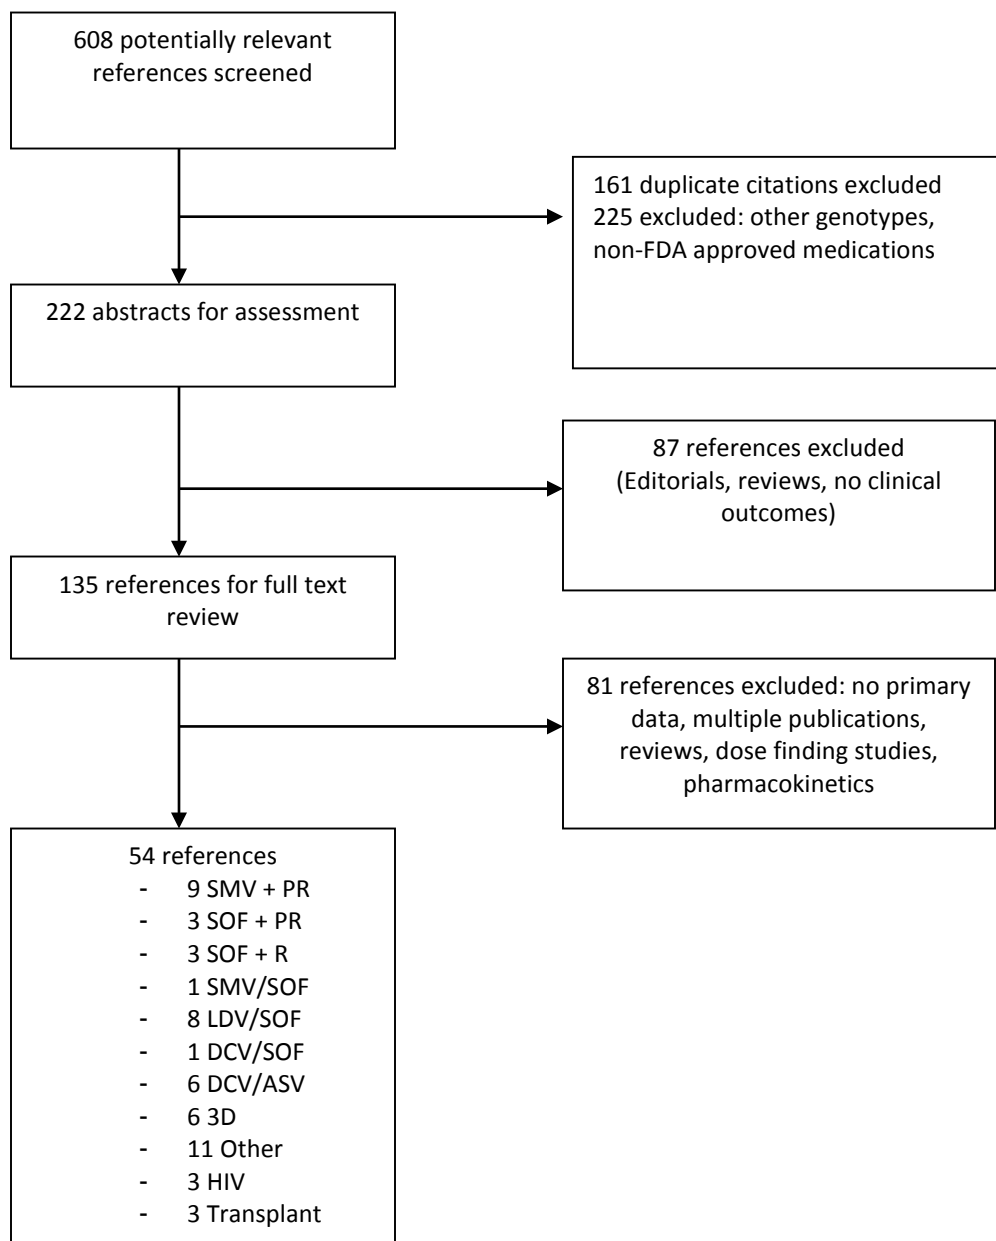 608 potentially relevant
references screened
161 duplicate citations excluded
225 excluded: other genotypes,
non-FDA approved medications
222 abstracts for assessment
87 references excluded
(Editorials, reviews, no clinical
outcomes)
135 references for full text
review
81 references excluded: no primary
data, multiple publications,
reviews, dose finding studies,
pharmacokinetics
54 references
- 9 SMV + PR
- 3 SOF + PR
- 3 SOF + R
- 1 SMV/SOF
- 8 LDV/SOF
- 1 DCV/SOF
- 6 DCV/ASV
- 6 3D
- 11 Other
- 3 HIV
- 3 Transplant